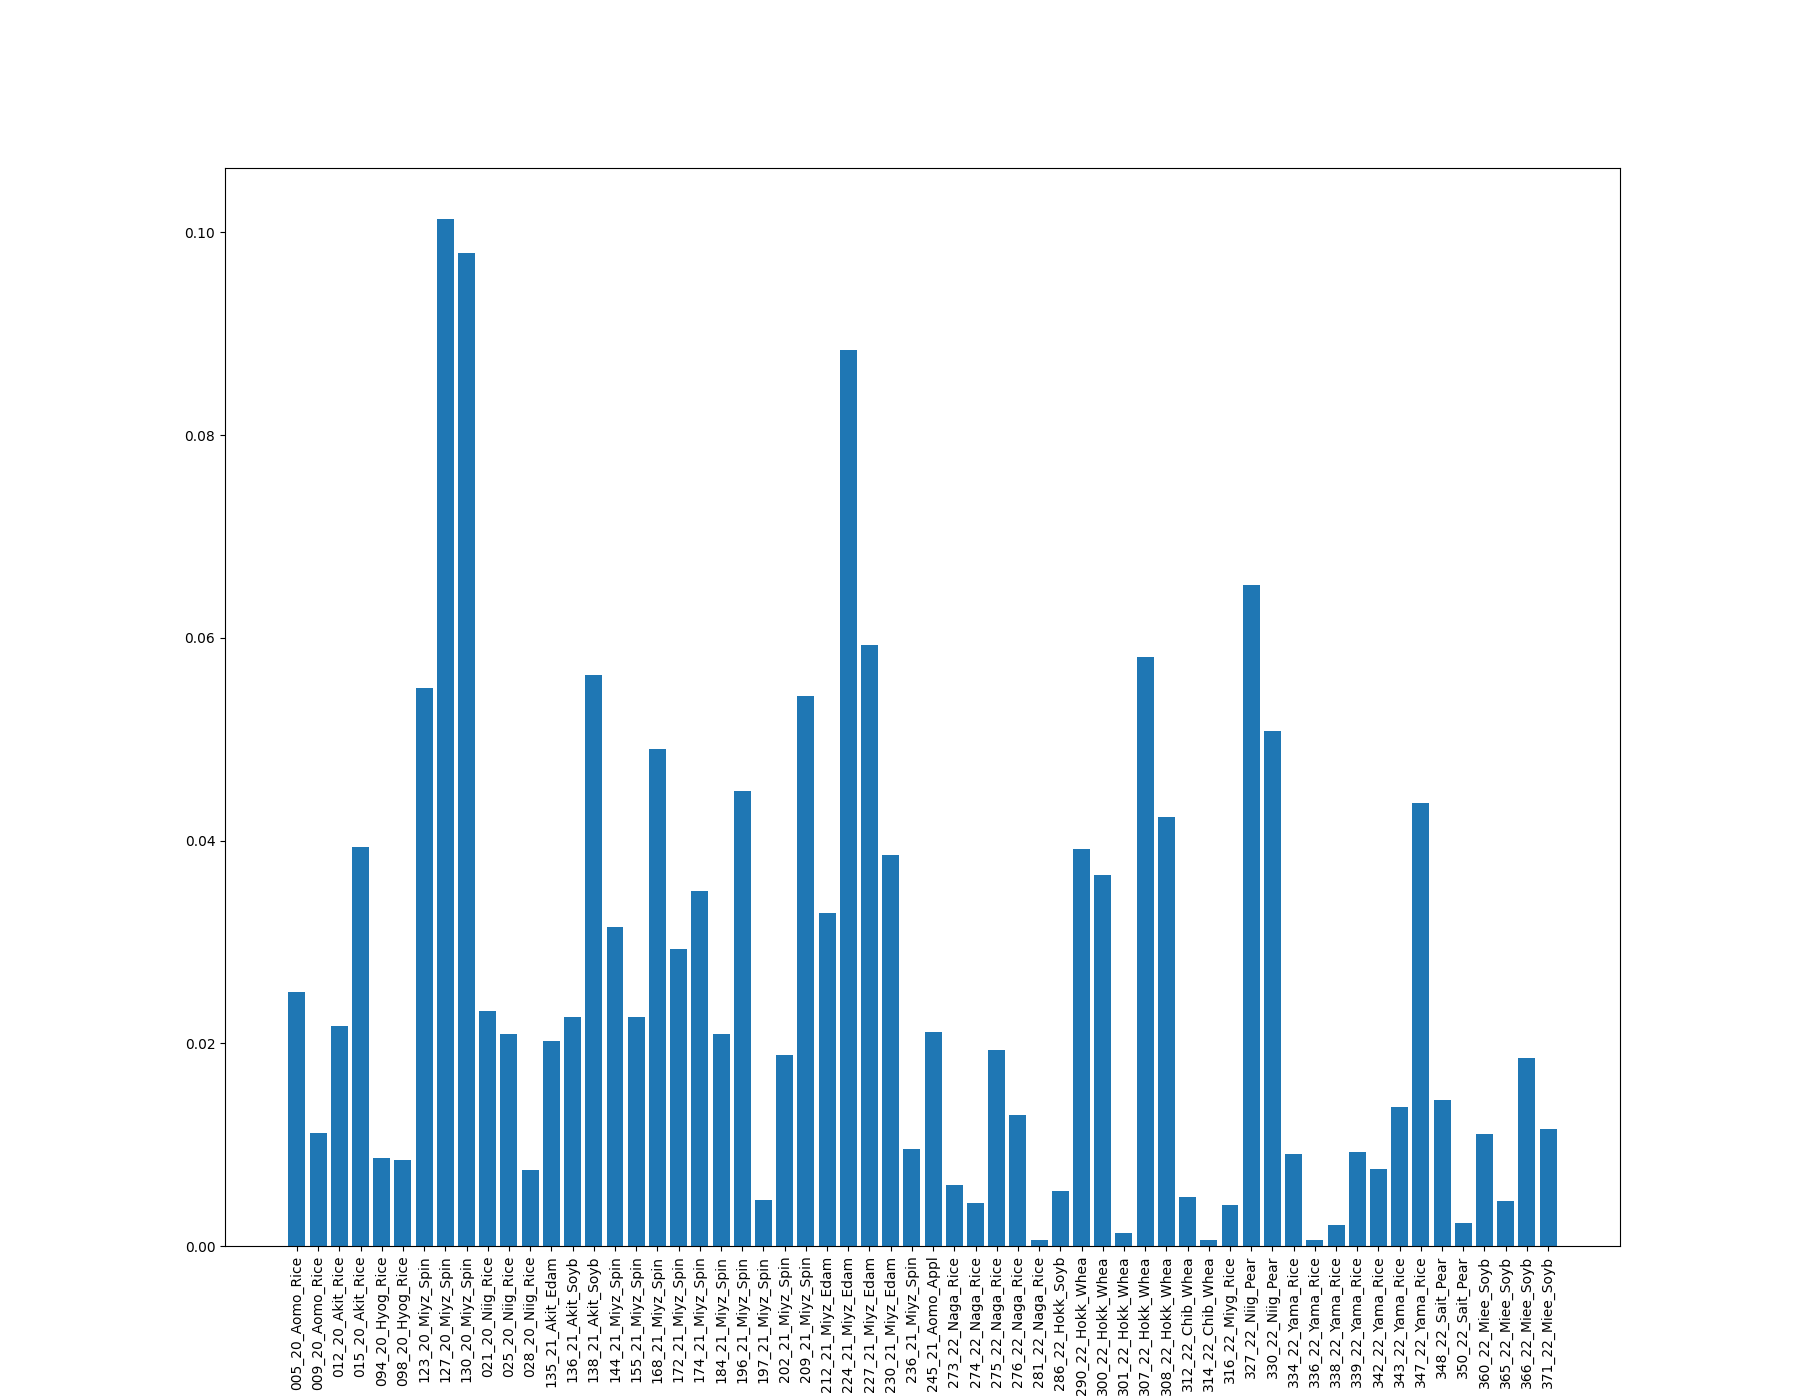 0.10
0.08
0.06
0.04
0.02
0.00
005_20_Aomo_Rice
009_20_Aomo_Rice
012_20_Akit_Rice
015_20_Akit_Rice
094_20_Hyog_Rice
098_20_Hyog_Rice
123_20_Miyz_Spin
127_20_Miyz_Spin
130_20_Miyz_Spin
021_20_Niig_Rice
025_20_Niig_Rice
028_20_Niig_Rice
135_21_Akit_Edam
136_21_Akit_Soyb
138_21_Akit_Soyb
144_21_Miyz_Spin
155_21_Miyz_Spin
168_21_Miyz_Spin
172_21_Miyz_Spin
174_21_Miyz_Spin
184_21_Miyz_Spin
196_21_Miyz_Spin
197_21_Miyz_Spin
202_21_Miyz_Spin
209_21_Miyz_Spin
212_21_Miyz_Edam
224_21_Miyz_Edam
227_21_Miyz_Edam
230_21_Miyz_Edam
236_21_Miyz_Spin
245_21_Aomo_Appl
273_22_Naga_Rice
274_22_Naga_Rice
275_22_Naga_Rice
276_22_Naga_Rice
281_22_Naga_Rice
286_22_Hokk_Soyb
290_22_Hokk_Whea
300_22_Hokk_Whea
301_22_Hokk_Whea
307_22_Hokk_Whea
308_22_Hokk_Whea
312_22_Chib_Whea
314_22_Chib_Whea
316_22_Miyg_Rice
327_22_Niig_Pear
330_22_Niig_Pear
334_22_Yama_Rice
336_22_Yama_Rice
338_22_Yama_Rice
339_22_Yama_Rice
342_22_Yama_Rice
343_22_Yama_Rice
347_22_Yama_Rice
348_22_Sait_Pear
350_22_Sait_Pear
360_22_Miee_Soyb
365_22_Miee_Soyb
366_22_Miee_Soyb
371_22_Miee_Soyb